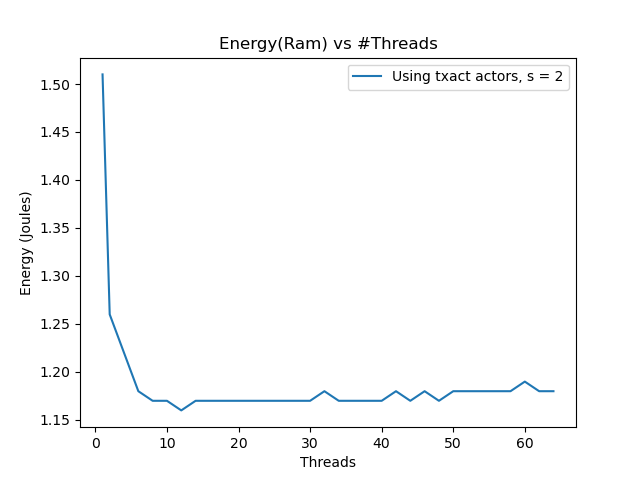 Energy(Ram) vs #Threads
Using txact actors, s = 2
Energy (Joules)
1.50
1.45
1.40
1.35
1.30
1.25
1.20
1.15
0 10 20 30 40 50 60
Threads